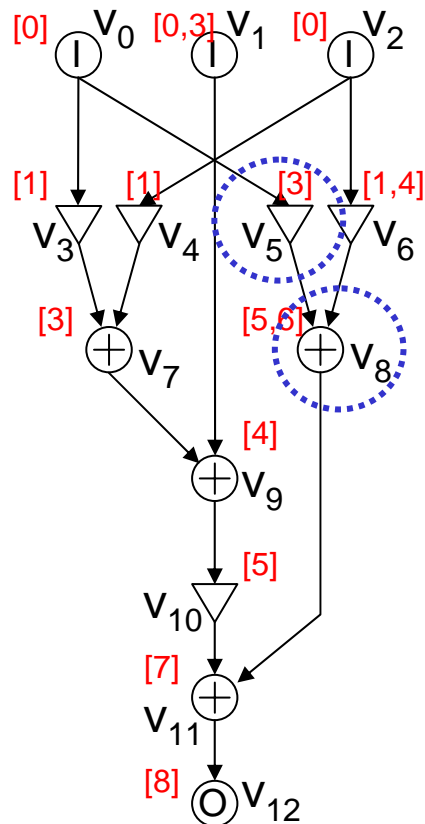 [0] v0 [0,3] v1 [0] v2
I I I
[1] [1] [3] [1,4]
v3 v4 v5 v6
[3] [5,6]
+ v7 + v8
[4]
+ v9
[5]
v10
[7]
+
v11
[8]
O v12